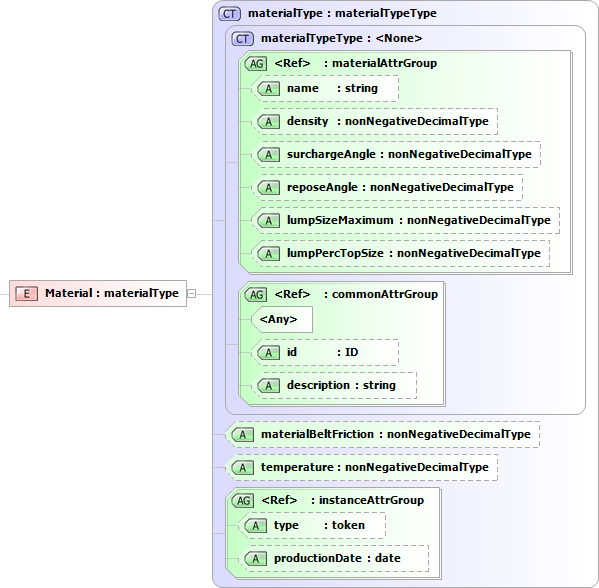 CT materialType : materialTypeType
CT materialTypeType : <None>
AG <Ref> : materialAttrGroup
A name : string
A density : nonNegativeDecimalType
A surchargeAngle : nonNegativeDecimalType
A reposeAngle : nonNegativeDecimalType
A lumpSizeMaximum : nonNegativeDecimalType
A lumpPercTopSize : nonNegativeDecimalType
E Material : materialType
AG <Ref> : commonAttrGroup
<Any>
A id : ID
A description : string
A materialBeltFriction : nonNegativeDecimalType
A temperature : nonNegativeDecimalType
AG <Ref> : instanceAttrGroup
A type : token
A productionDate : date